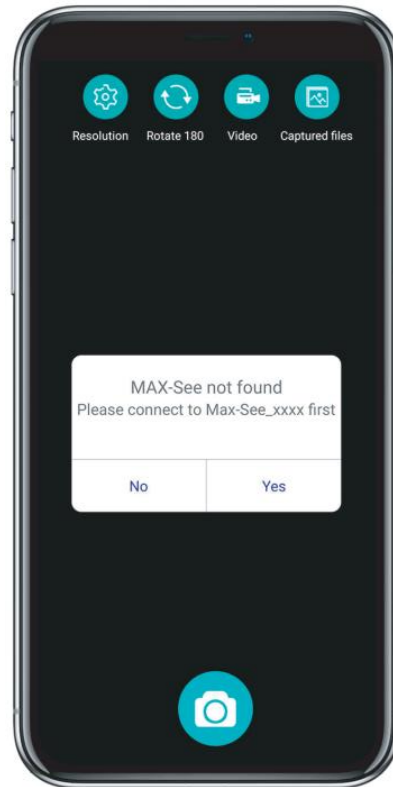 Resolution Rotate 180 Video Captured files
MAX-See not found
Please connect to Max-See_xxxx first
No Yes